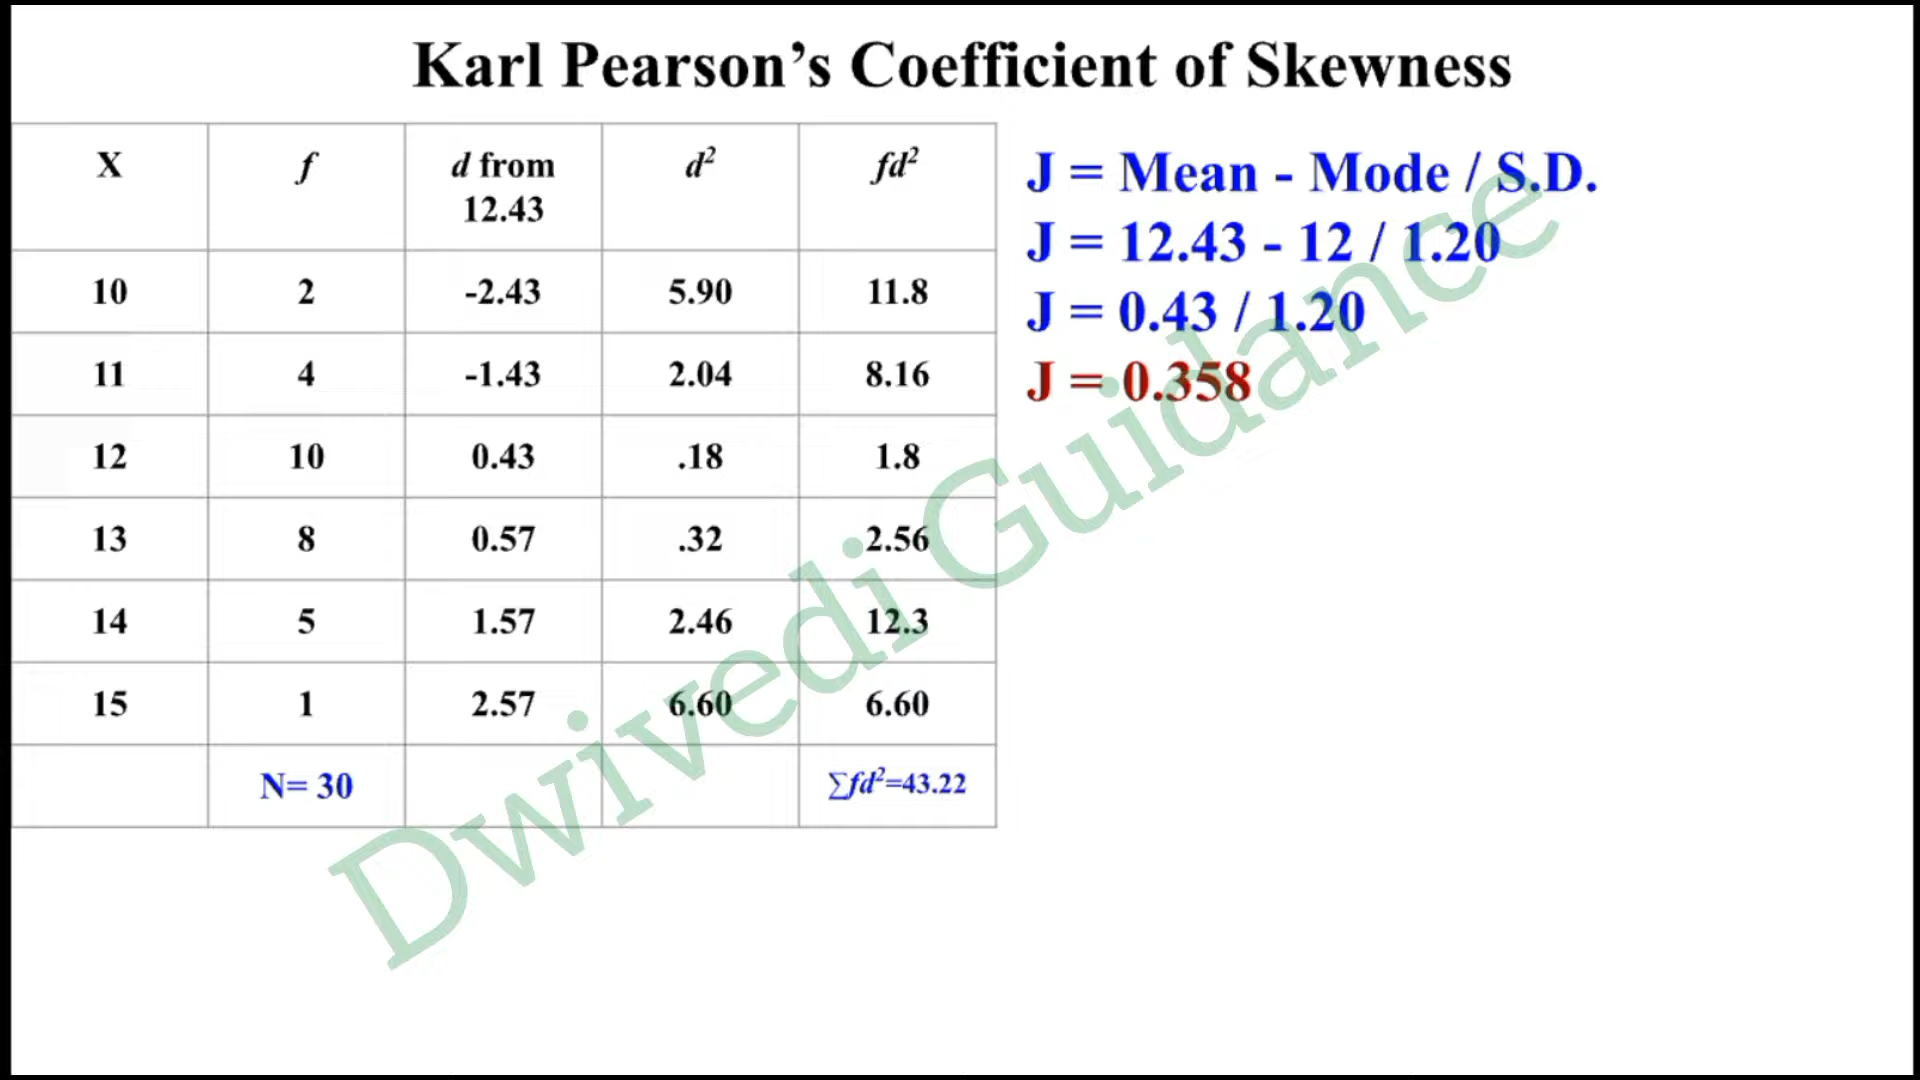 Karl Pearson’s Coefficient of Skewness
X f d from 12.43 d² fd²
10 2 -2.43 5.90 11.8
11 4 -1.43 2.04 8.16
12 10 0.43 .18 1.8
13 8 0.57 .32 2.56
14 5 1.57 2.46 12.3
15 1 2.57 6.60 6.60
N= 30 ∑fd²=43.22
J = Mean - Mode / S.D.
J = 12.43 - 12 / 1.20
J = 0.43 / 1.20
J = 0.358
Dwivedi Guidance